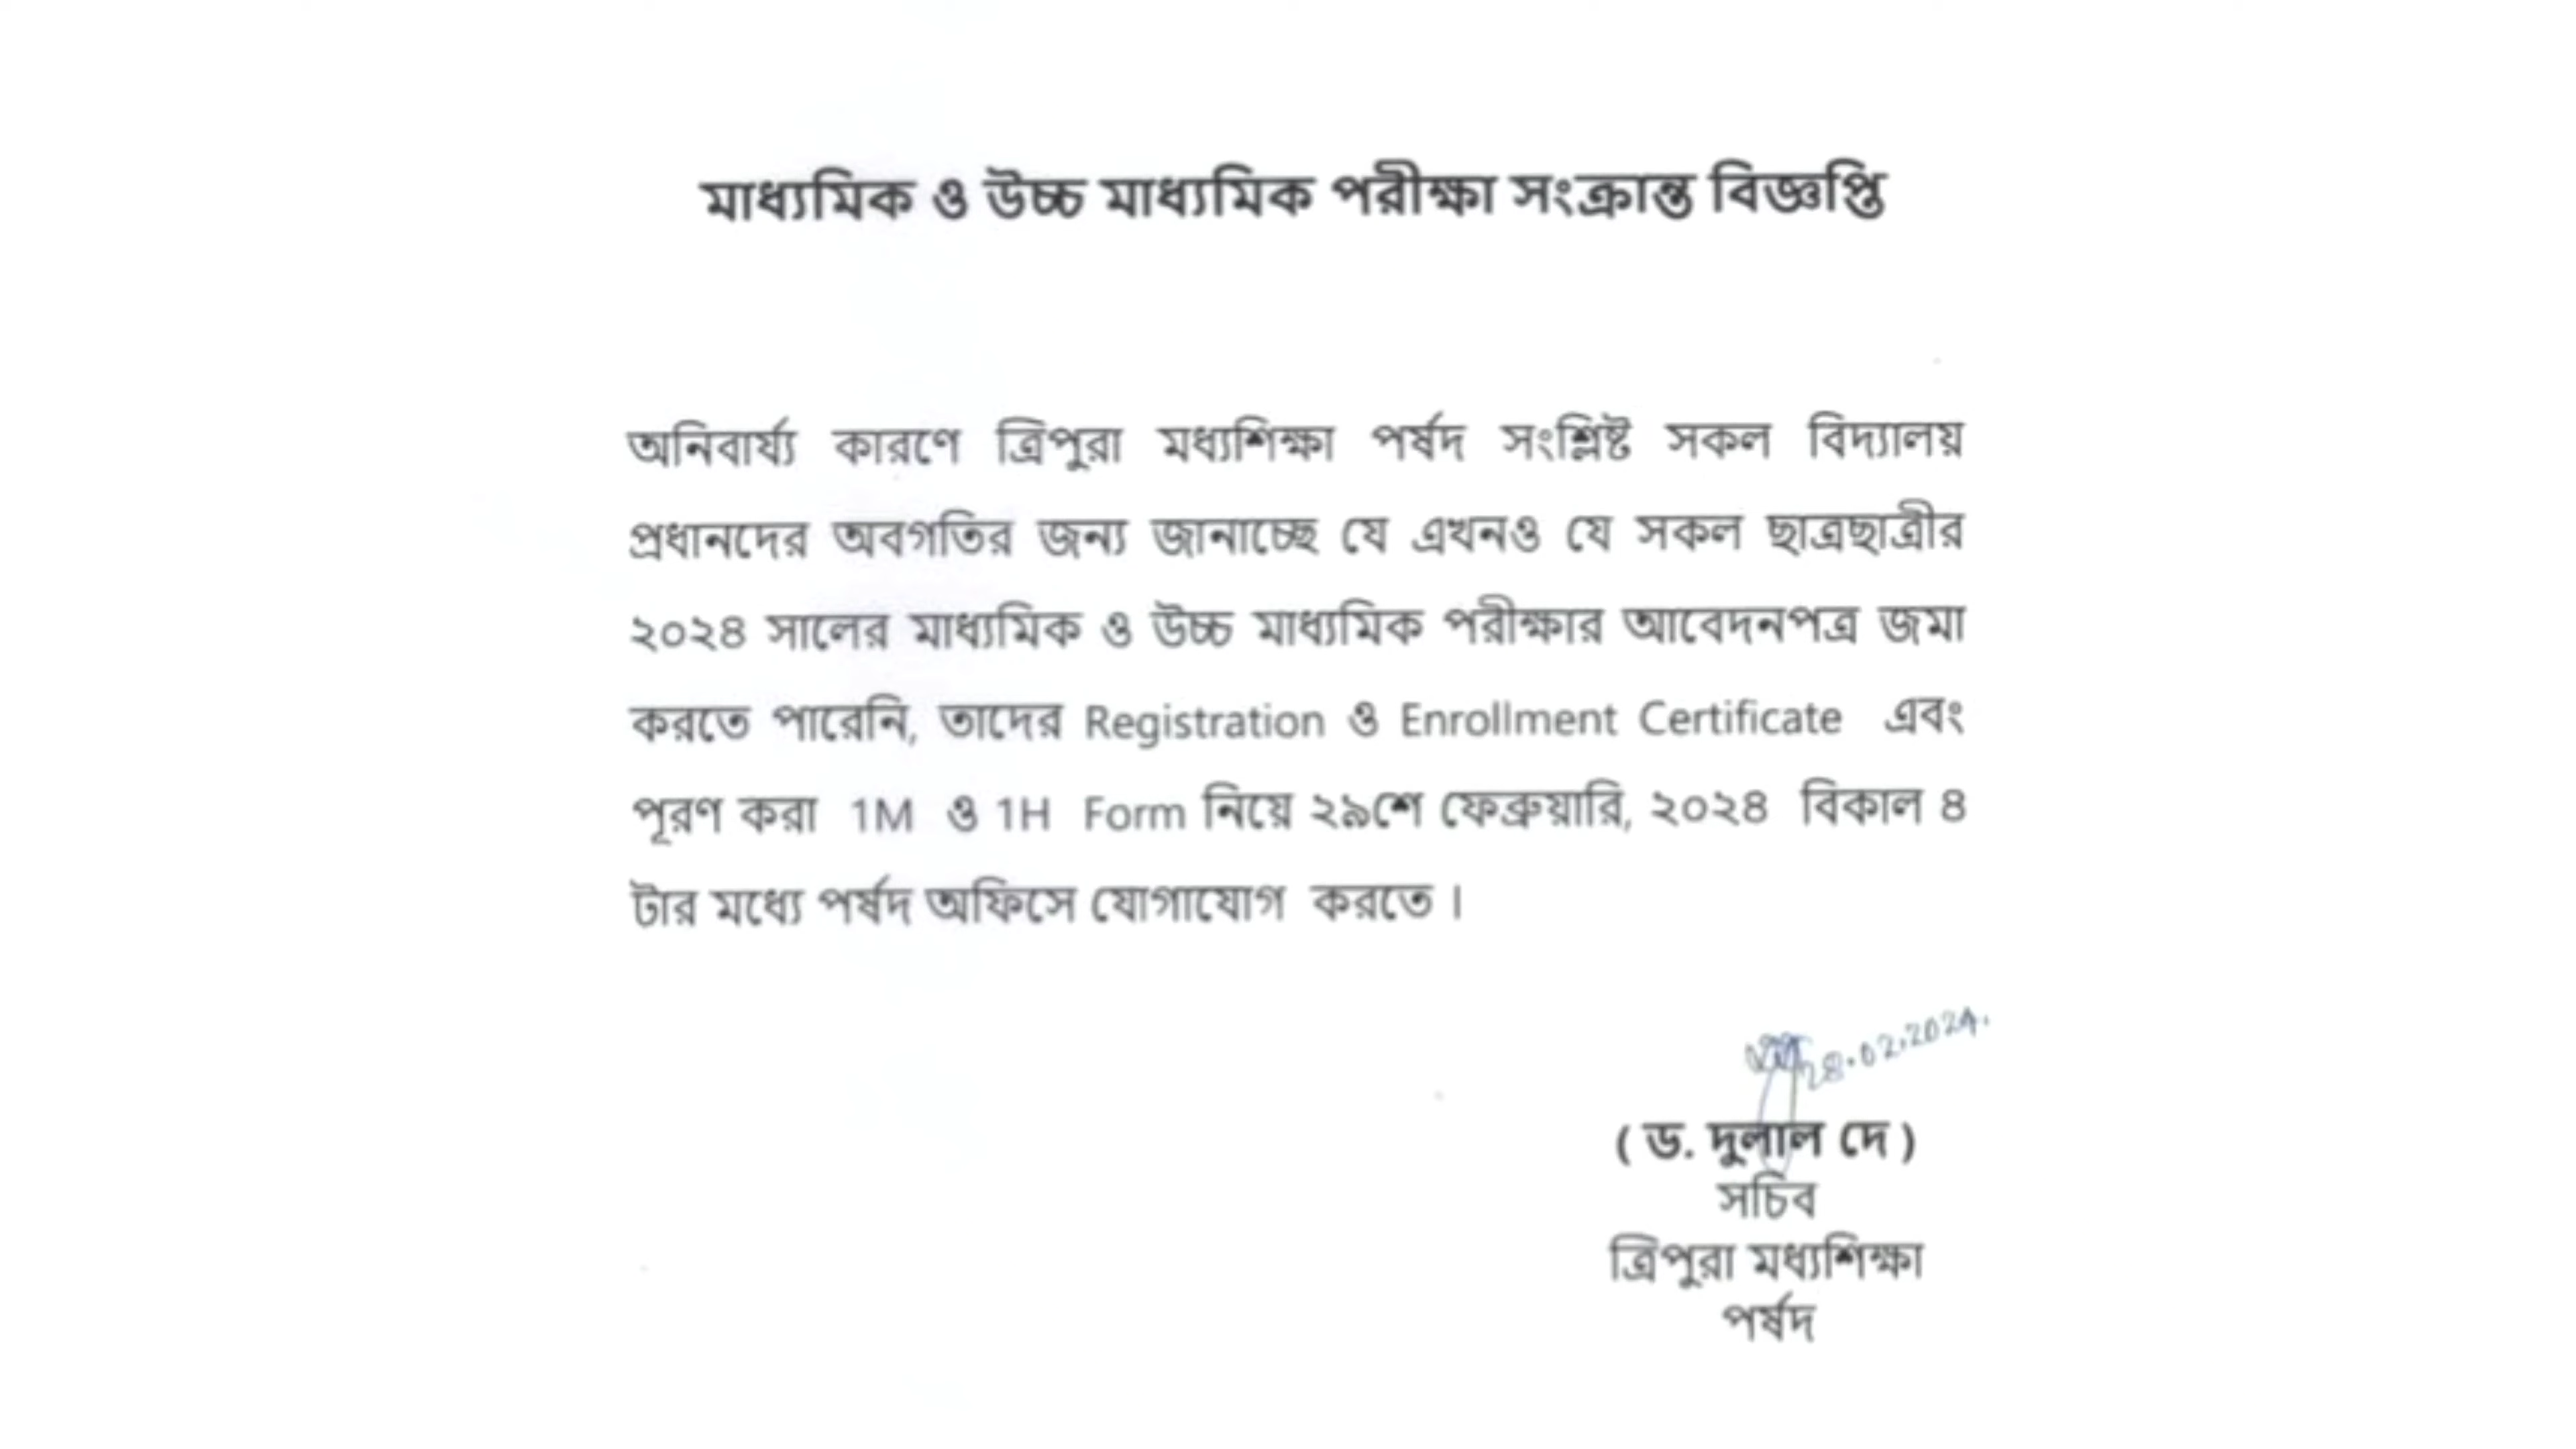 মাধ্যমিক ও উচ্চ মাধ্যমিক পরীক্ষা সংক্রান্ত বিজ্ঞপ্তি
অনিবার্য্য কারণে ত্রিপুরা মধ্যশিক্ষা পর্ষদ সংশ্লিষ্ট সকল বিদ্যালয়
প্রধানদের অবগতির জন্য জানাচ্ছে যে এখনও যে সকল ছাত্রছাত্রীর
২০২৪ সালের মাধ্যমিক ও উচ্চ মাধ্যমিক পরীক্ষার আবেদনপত্র জমা
করতে পারেনি, তাদের Registration ও Enrollment Certificate এবং
পূরণ করা 1M ও 1H Form নিয়ে ২৯শে ফেব্রুয়ারি, ২০২৪ বিকাল ৪
টার মধ্যে পর্ষদ অফিসে যোগাযোগ করতে।
28.02.2024.
( ড. দুলাল দে )
সচিব
ত্রিপুরা মধ্যশিক্ষা
পর্ষদ